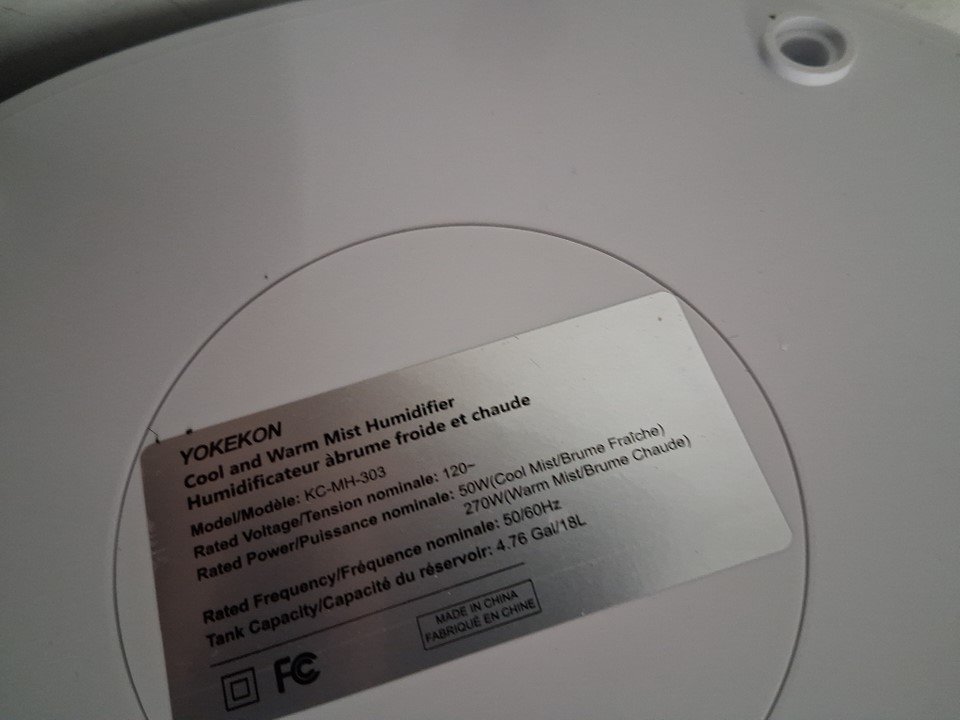 YOKEKON
Cool and Warm Mist Humidifier
Humidificateur àbrume froide et chaude
Model/Modèle: KC-MH-303
Rated Voltage/Tension nominale: 120~
Rated Power/Puissance nominale: 50W(Cool Mist/Brume Fraîche)
270W(Warm Mist/Brume Chaude)
Rated Frequency/Fréquence nominale: 50/60Hz
Tank Capacity/Capacité du réservoir: 4.76 Gal/18L
FC
MADE IN CHINA
FABRIQUÉ EN CHINE